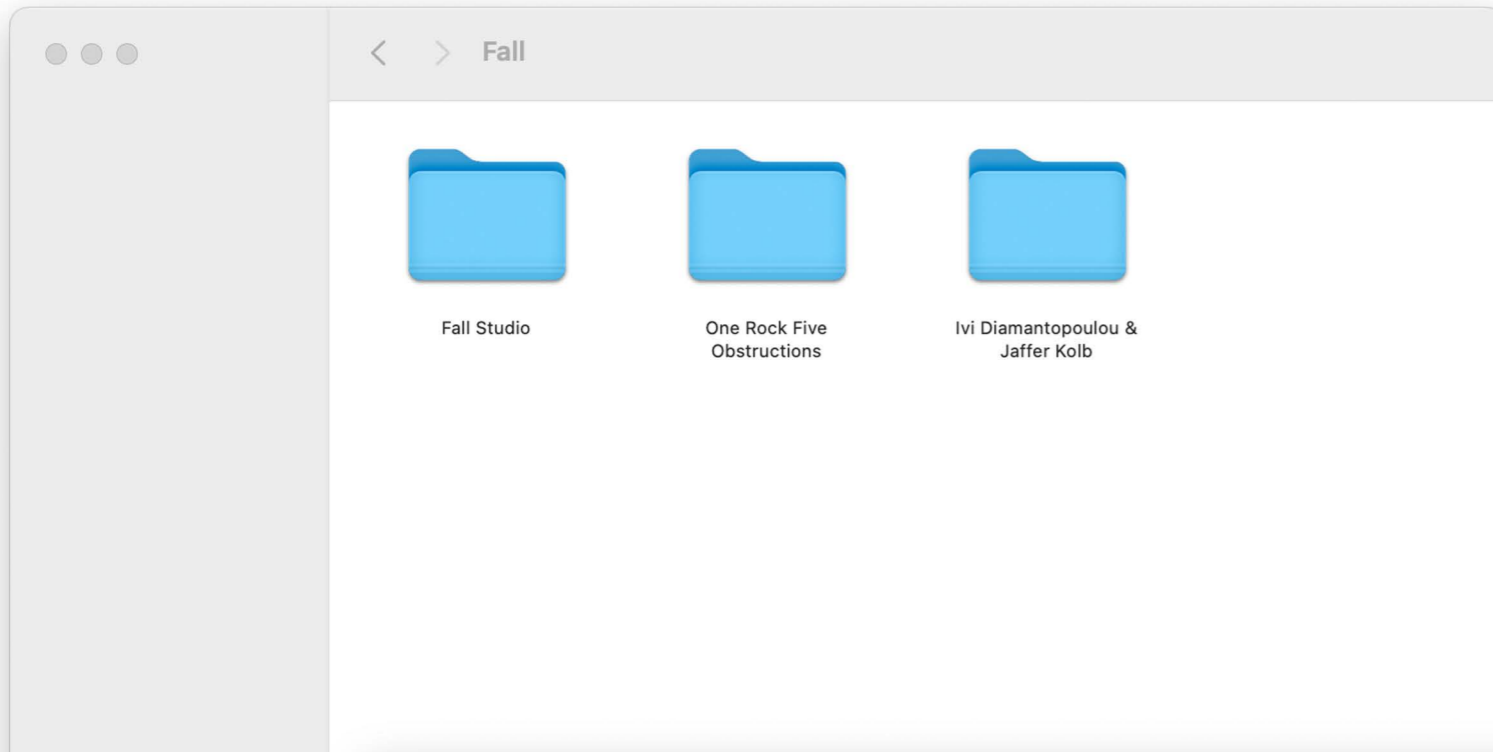 Fall
Fall Studio
One Rock Five
Obstructions
Ivi Diamantopoulou &
Jaffer Kolb